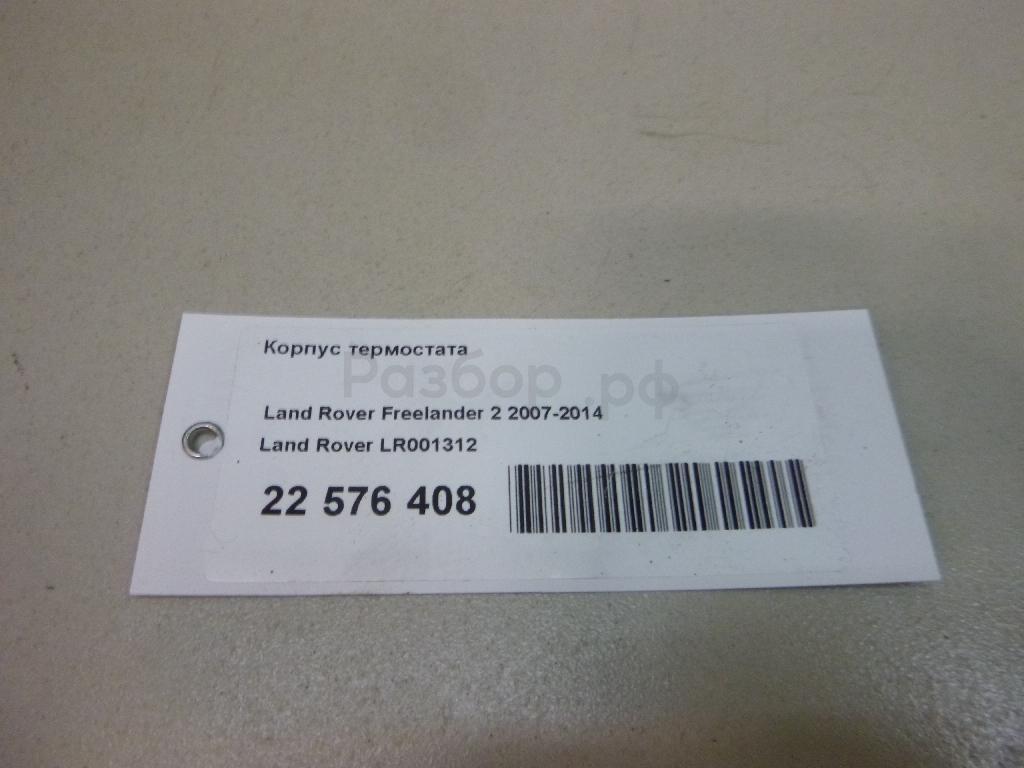 Корпус термостата
Разбор.рф
Land Rover Freelander 2 2007-2014
Land Rover LR001312
22 576 408